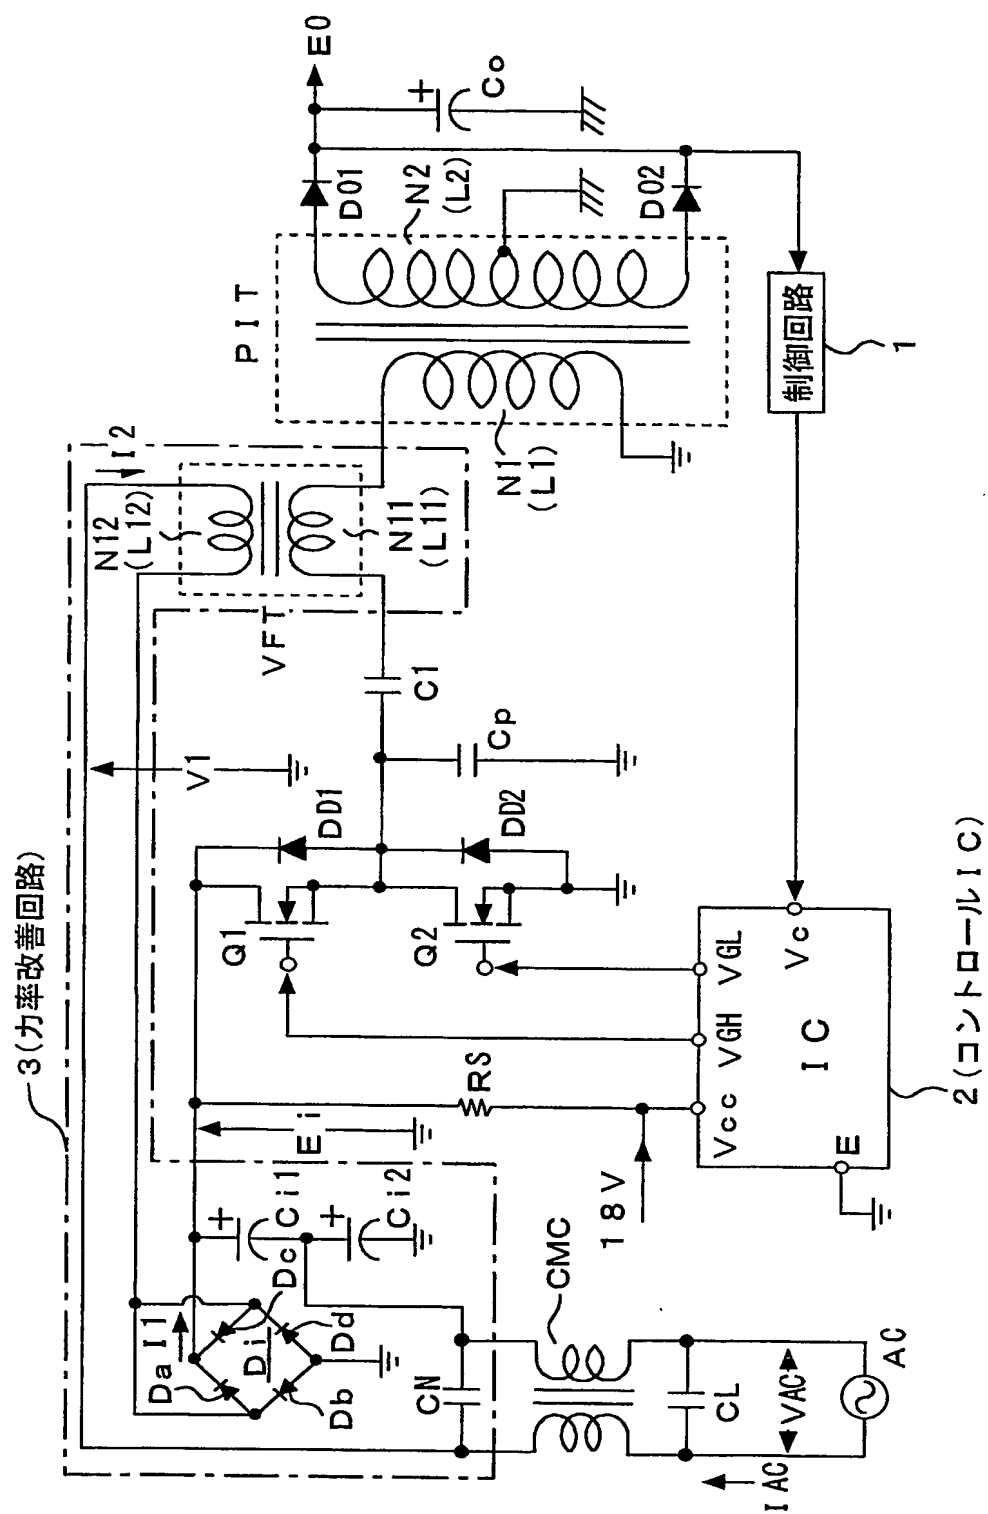 3(力率改善回路)
N12
(L12)
I2
V1
VFT
N11
(L11)
PIT
N1
(L1)
N2
(L2)
D01
D02
E0
+
Co
C1
Cp
DD1
DD2
Q1
Q2
Ei
RS
18V
Vcc
VGH
VGL
Vc
IC
E
2(コントロールIC)
制御回路
1
I1
Da
Db
Dc
Dd
Di
+
Ci1
+
Ci2
CN
CMC
CL
VAC
AC
IAC